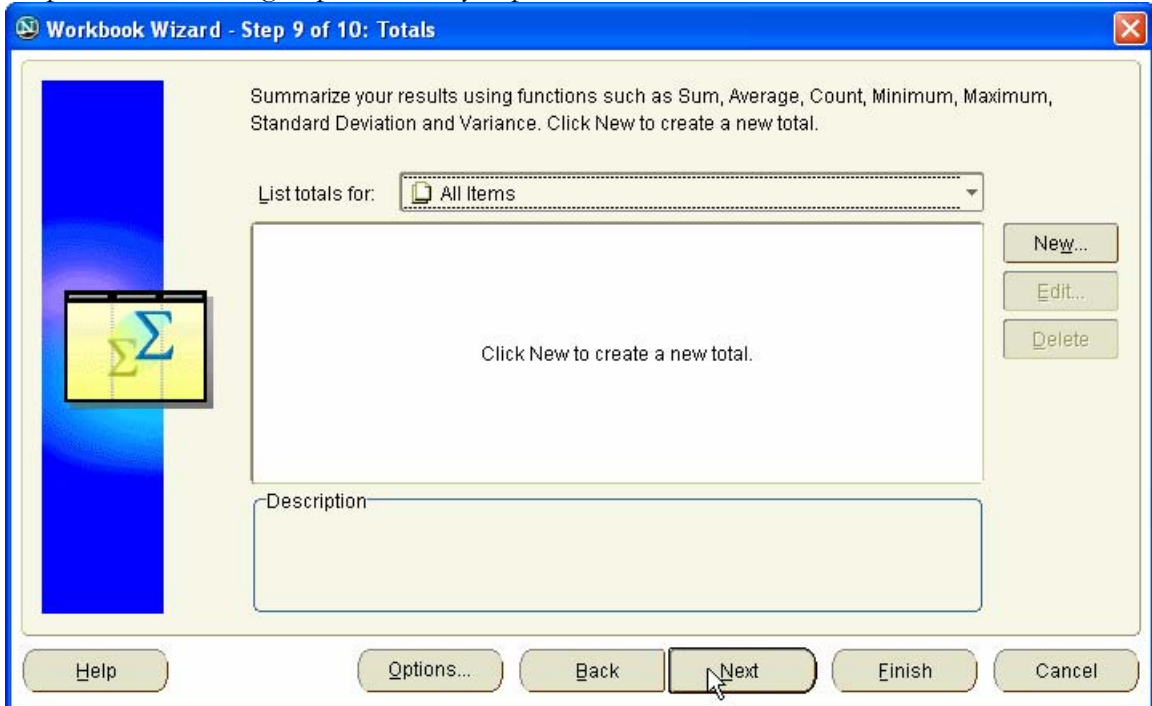 Workbook Wizard - Step 9 of 10: Totals
Summarize your results using functions such as Sum, Average, Count, Minimum, Maximum,
Standard Deviation and Variance. Click New to create a new total.
List totals for: All Items
New...
Edit...
Delete
Click New to create a new total.
Description
Help Options... Back Next Finish Cancel